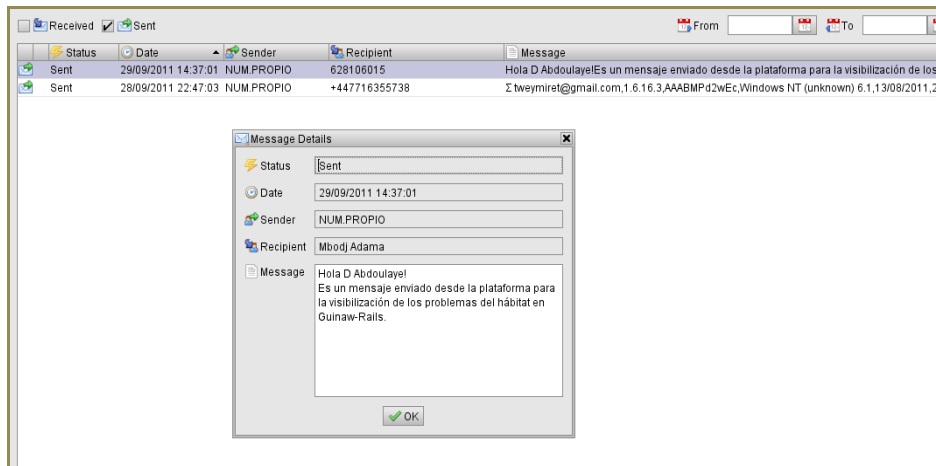 Received Sent From To
Status Date Sender Recipient Message
Sent 29/09/2011 14:37:01 NUM.PROPIO 628106015 Hola D Abdoulaye!Es un mensaje enviado desde la plataforma para la visibilización de los
Sent 28/09/2011 22:47:03 NUM.PROPIO +447716355738 Σtweymiret@gmail.com,1.6.16.3,AAABMPd2wEc,Windows NT (unknown) 6.1,13/08/2011,2
Message Details
Status Sent
Date 29/09/2011 14:37:01
Sender NUM.PROPIO
Recipient Mbodj Adama
Message Hola D Abdoulaye!
Es un mensaje enviado desde la plataforma para
la visibilización de los problemas del hábitat en
Guinaw-Rails.
OK